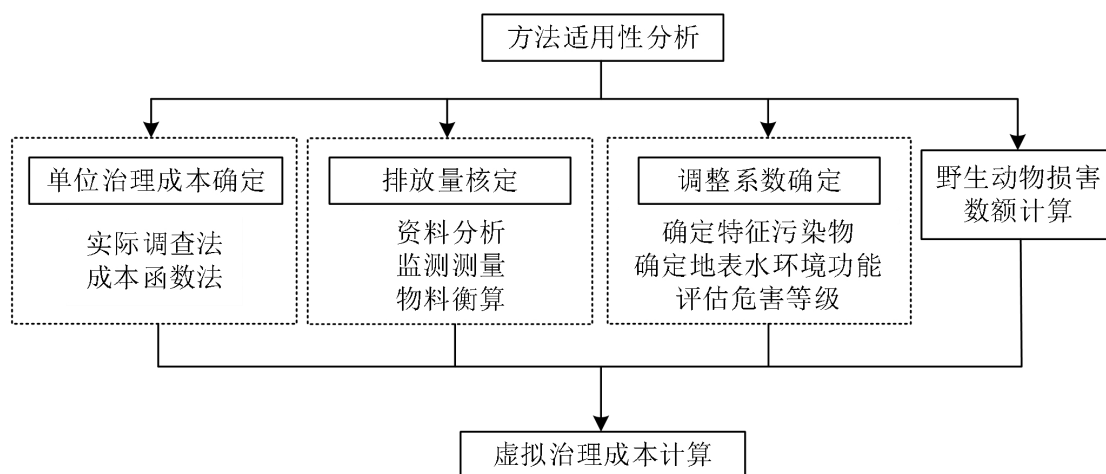 方法适用性分析
单位治理成本确定
实际调查法
成本函数法
排放量核定
资料分析
监测测量
物料衡算
调整系数确定
确定特征污染物
确定地表水环境功能
评估危害等级
野生动物损害
数额计算
虚拟治理成本计算